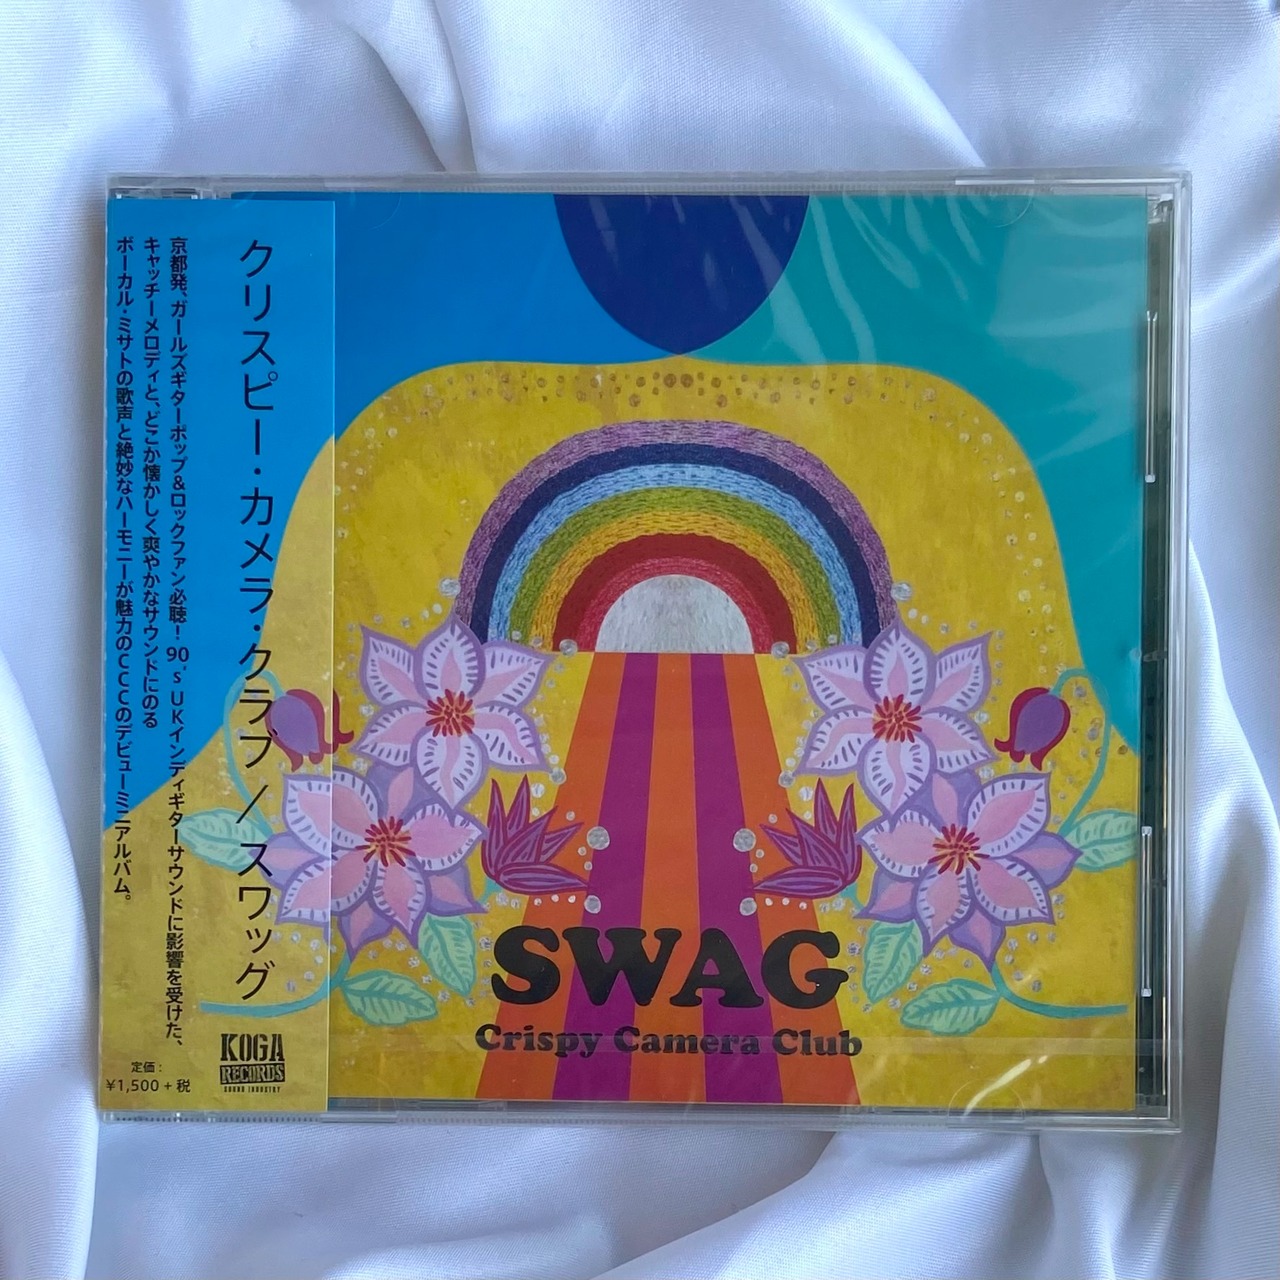 クリスピー・カメラ・クラブ / スワッグ
京都発、ガールズギターポップ&ロックファン必聴! 90's UKインディギターサウンドに影響を受けた、
キャッチーメロディと、どこか懐かしく爽やかなサウンドにのる
ボーカル・ミサトの歌声と絶妙なハーモニーが魅力のCCCのデビューミニアルバム。
定価:
¥1,500 + 税
KOGA
RECORDS
SOUND INDUSTRY
SWAG
Crispy Camera Club